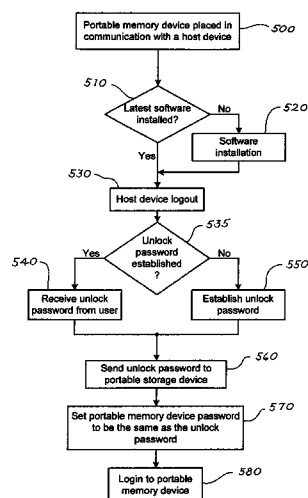 Portable memory device placed in
communication with a host device
500
510
Latest software
installed?
No
520
Yes
Software
installation
530
Host device logout
535
Unlock
password
established
?
Yes
No
540
550
Receive unlock
password from user
Establish unlock
password
560
Send unlock password to
portable storage device
570
Set portable memory device password
to be the same as the unlock
password
580
Login to portable
memory device